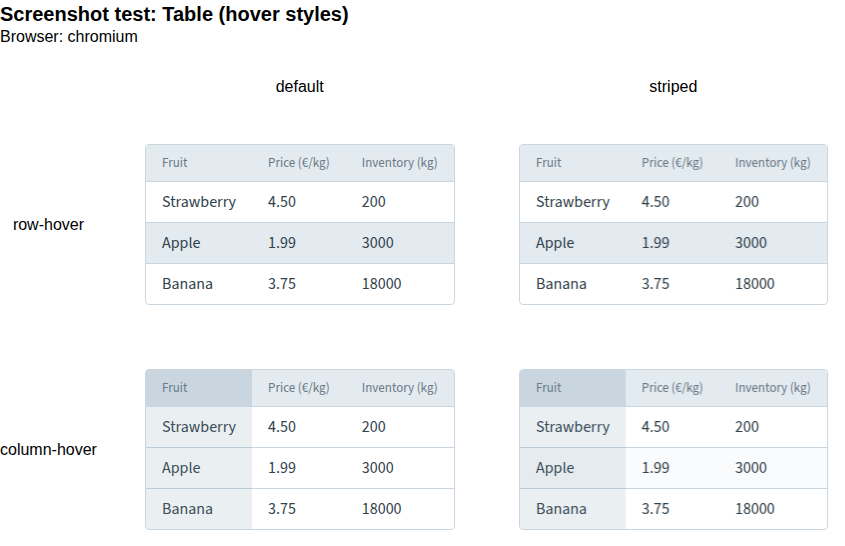 Screenshot test: Table (hover styles)
Browser: chromium
default striped
row-hover
Fruit Price (€/kg) Inventory (kg)
Strawberry 4.50 200
Apple 1.99 3000
Banana 3.75 18000
Fruit Price (€/kg) Inventory (kg)
Strawberry 4.50 200
Apple 1.99 3000
Banana 3.75 18000
column-hover
Fruit Price (€/kg) Inventory (kg)
Strawberry 4.50 200
Apple 1.99 3000
Banana 3.75 18000
Fruit Price (€/kg) Inventory (kg)
Strawberry 4.50 200
Apple 1.99 3000
Banana 3.75 18000